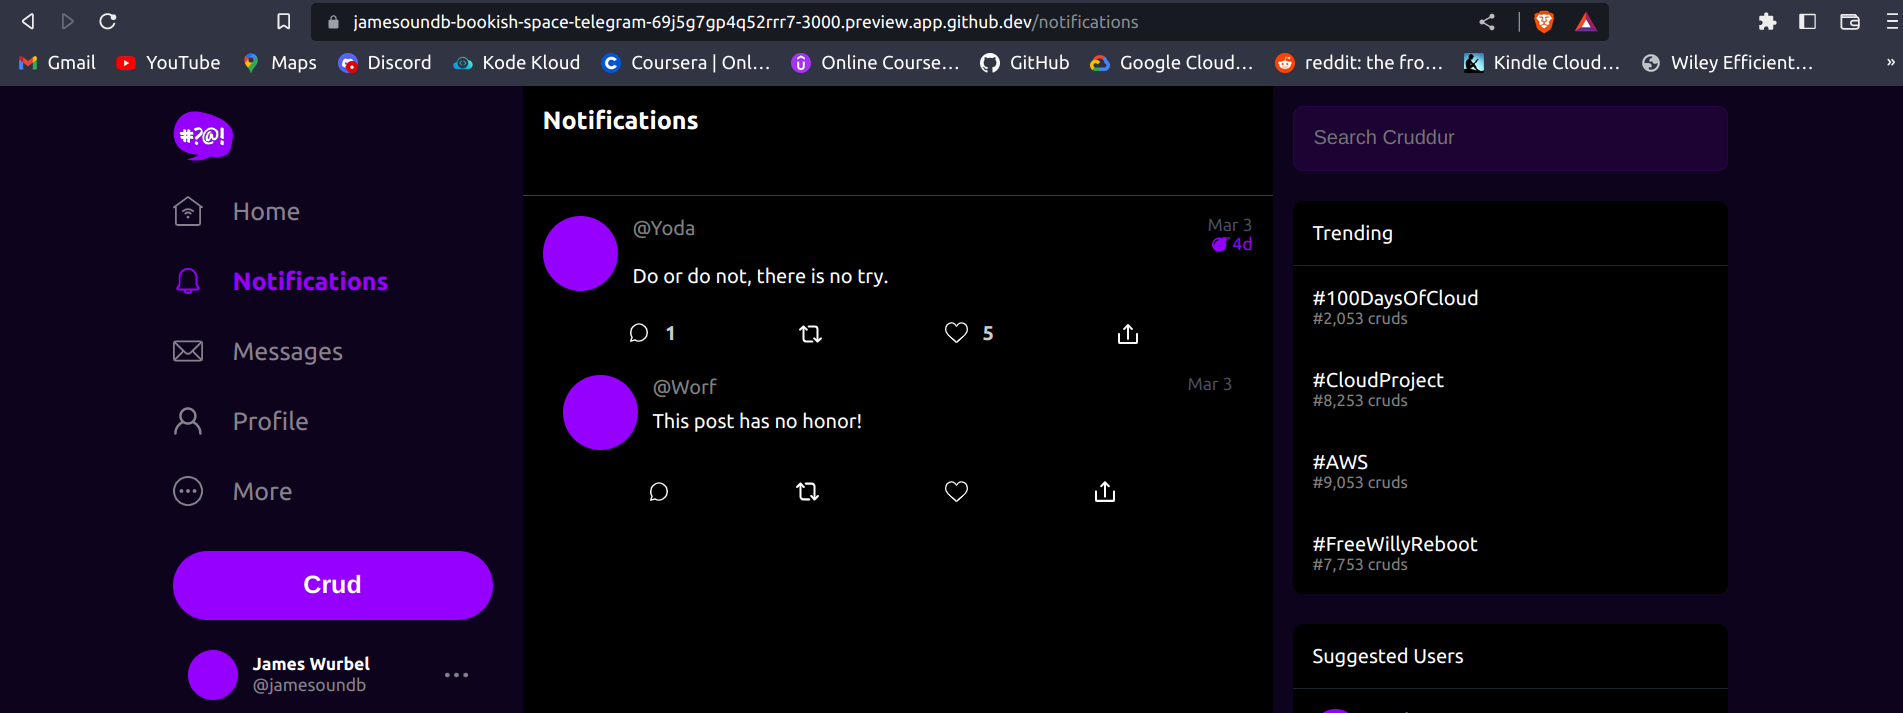 jamesoundb-bookish-space-telegram-69j5g7gp4q52rrr7-3000.preview.app.github.dev/notifications
Gmail YouTube Maps Discord Kode Kloud Coursera | Onl... Online Course... GitHub Google Cloud... reddit: the fro... Kindle Cloud... Wiley Efficient... »
#?@!
Home
Notifications
Messages
Profile
More
Crud
James Wurbel
@jamesoundb
Notifications
@Yoda
Mar 3
4d
Do or do not, there is no try.
1 5
@Worf
Mar 3
This post has no honor!
Search Cruddur
Trending
#100DaysOfCloud
#2,053 cruds
#CloudProject
#8,253 cruds
#AWS
#9,053 cruds
#FreeWillyReboot
#7,753 cruds
Suggested Users